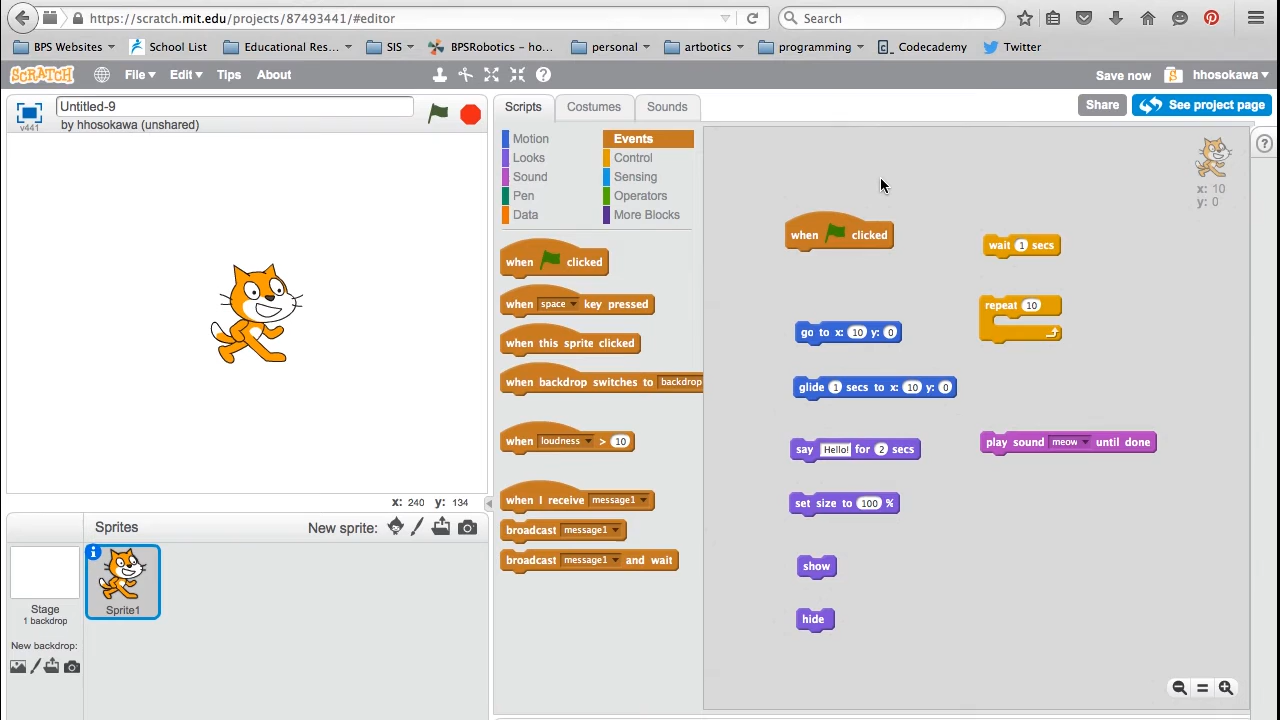 https://scratch.mit.edu/projects/87493441/#editor
Search
BPS Websites
School List
Educational Res...
SIS
BPSRobotics - ho...
personal
artbotics
programming
Codecademy
Twitter
SCRATCH
File
Edit
Tips
About
Save now
hhosokawa
v441
Untitled-9
by hhosokawa (unshared)
Scripts
Costumes
Sounds
Share
See project page
Motion
Events
Looks
Control
Sound
Sensing
Pen
Operators
Data
More Blocks
when clicked
when space key pressed
when this sprite clicked
when backdrop switches to backdrop
when loudness > 10
when I receive message1
broadcast message1
broadcast message1 and wait
x: 10
y: 0
when clicked
wait 1 secs
repeat 10
go to x: 10 y: 0
glide 1 secs to x: 10 y: 0
say Hello! for 2 secs
play sound meow until done
set size to 100 %
show
hide
x: 240 y: 134
Sprites
New sprite:
Stage
1 backdrop
Sprite1
New backdrop: